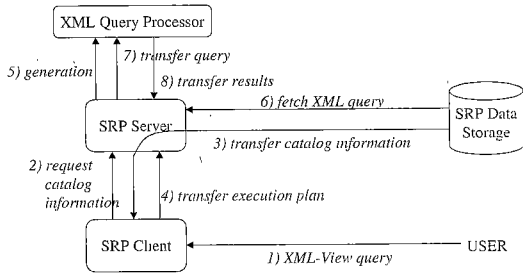 XML Query Processor
7) transfer query
5) generation
8) transfer results
6) fetch XML query
SRP Data
Storage
SRP Server
3) transfer catalog information
2) request
catalog
information
4) transfer execution plan
SRP Client
1) XML-View query
USER